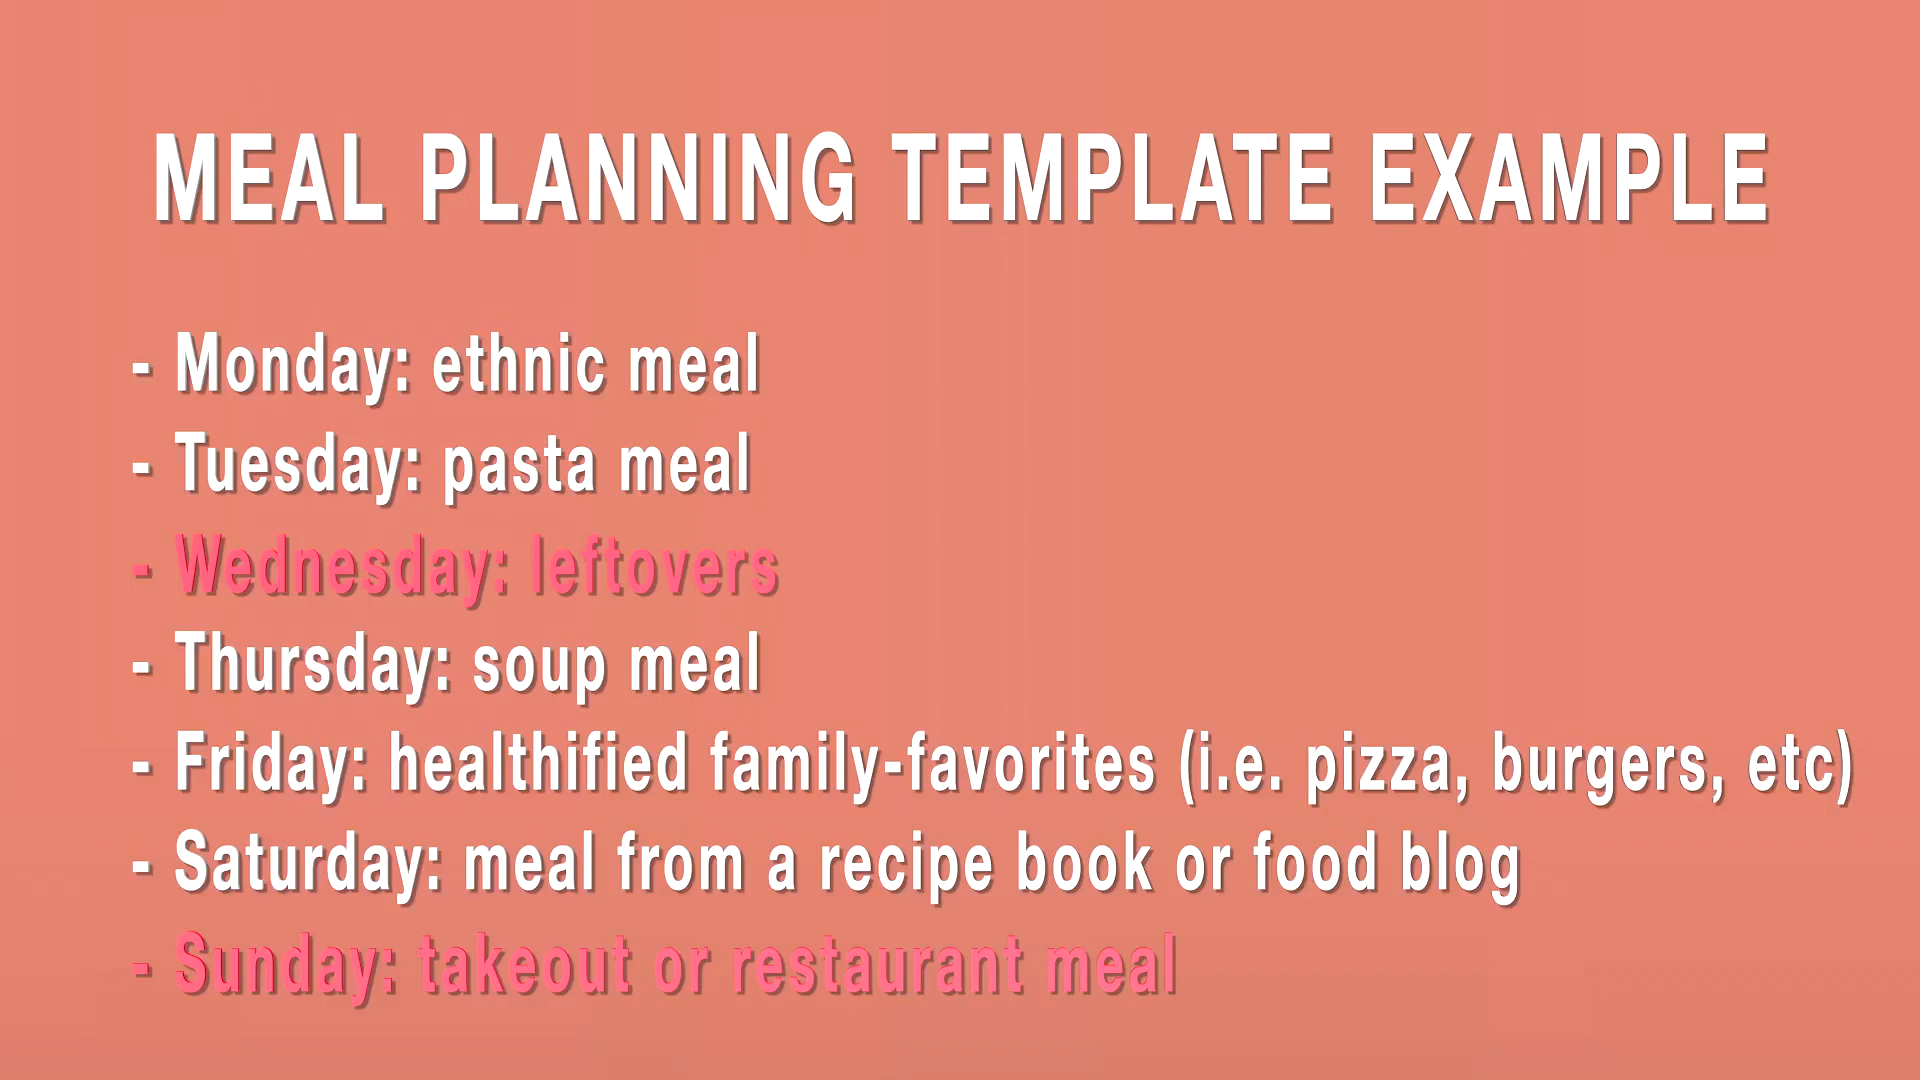 MEAL PLANNING TEMPLATE EXAMPLE
- Monday: ethnic meal
- Tuesday: pasta meal
- Wednesday: leftovers
- Thursday: soup meal
- Friday: healthified family-favorites (i.e. pizza, burgers, etc)
- Saturday: meal from a recipe book or food blog
- Sunday: takeout or restaurant meal